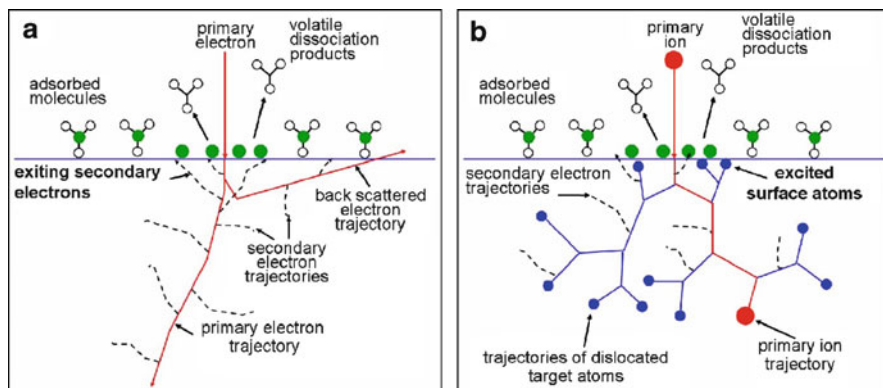 a
primary
electron
volatile
dissociation
products
adsorbed
molecules
exiting secondary
electrons
back scattered
electron
trajectory
secondary
electron
trajectories
primary electron
trajectory
b
primary
ion
volatile
dissociation
products
adsorbed
molecules
secondary electron
trajectories
excited
surface atoms
trajectories of dislocated
target atoms
primary ion
trajectory